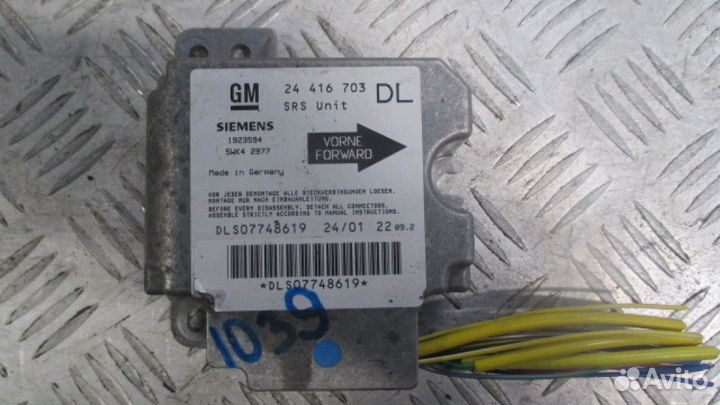 GM 24 416 703 DL
SRS Unit
SIEMENS
1923594
5WK4 2977
VORNE
FORWARD
Made in Germany
VOR JEDER DEMONTAGE ALLE STECKVERBINDUNGEN LOESEN.
MONTAGE NUR NACH EINBAUANLEITUNG.
BEFORE EVERY DISASSEMBLY, DETACH ALL CONNECTORS.
ASSEMBLE STRICTLY ACCORDING TO MANUAL INSTRUCTIONS.
DLS07748619 24/01 22 09.2
*DLS07748619*
1039
Avito